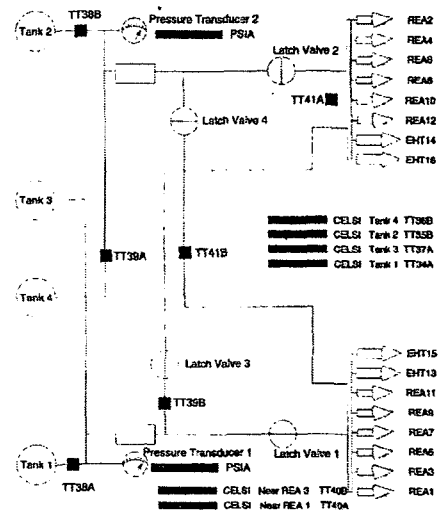 TT38B
Pressure Transducer 2
Tank 2
PSIA
Latch Valve 2
REA2
REA4
REA6
REA8
TT41A
REA10
Latch Valve 4
REA12
EHT14
EHT16
Tank 3
CELSI Tank 4 TT36B
CELSI Tank 2 TT35B
TT39A
TT41B
CELSI Tank 3 TT37A
CELSI Tank 1 TT34A
Tank 4
EHT15
Latch Valve 3
EHT13
REA11
TT39B
REA9
REA7
Pressure Transducer 1
Latch Valve 1
REA5
Tank 1
PSIA
REA3
TT38A
CELSI Near REA 3 TT40B
REA1
CELSI Near REA 1 TT40A